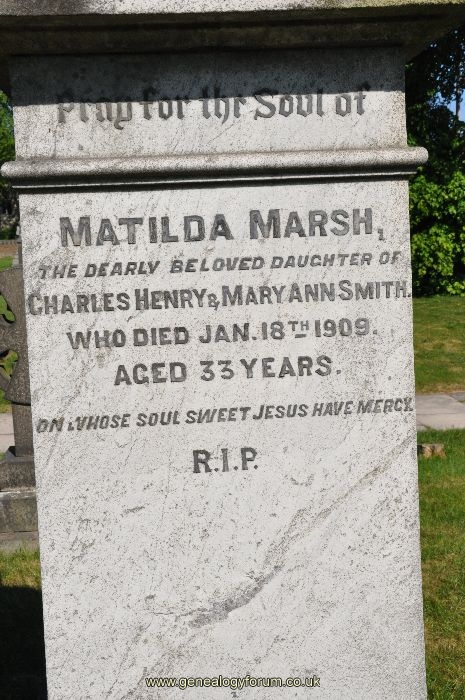 Pray for the Soul of
MATILDA MARSH,
THE DEARLY BELOVED DAUGHTER OF
CHARLES HENRY & MARY ANN SMITH.
WHO DIED JAN. 18TH 1909.
AGED 33 YEARS.
ON WHOSE SOUL SWEET JESUS HAVE MERCY.
R.I.P.
www.genealogyforum.co.uk